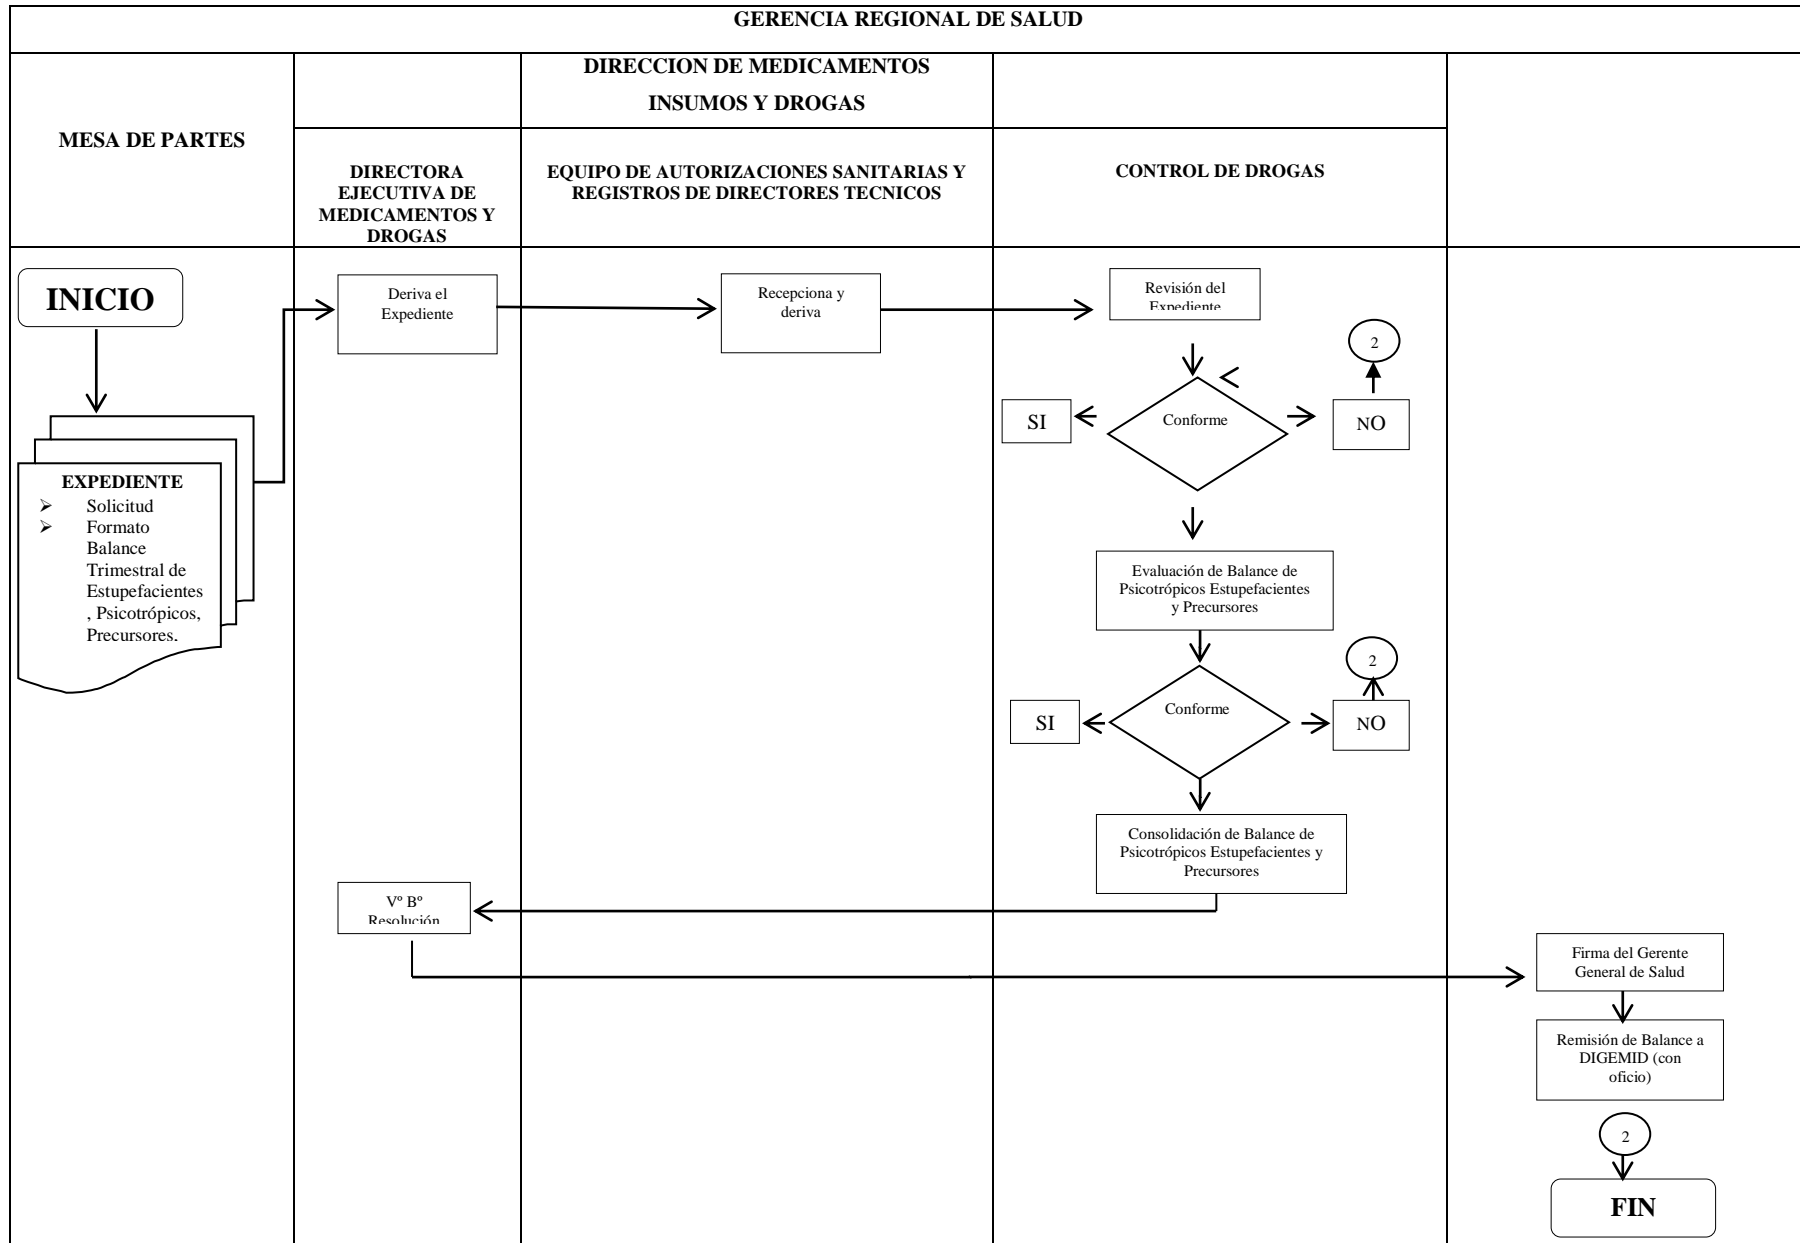 GERENCIA REGIONAL DE SALUD
MESA DE PARTES
DIRECCION DE MEDICAMENTOS
INSUMOS Y DROGAS
DIRECTORA
EJECUTIVA DE
MEDICAMENTOS Y
DROGAS
EQUIPO DE AUTORIZACIONES SANITARIAS Y
REGISTROS DE DIRECTORES TECNICOS
CONTROL DE DROGAS
INICIO
EXPEDIENTE
➢ Solicitud
➢ Formato
Balance
Trimestral de
Estupefacientes
, Psicotrópicos,
Precursores.
Deriva el
Expediente
Recepciona y
deriva
Revisión del
Expediente
2
SI
Conforme
NO
Evaluación de Balance de
Psicotrópicos Estupefacientes
y Precursores
2
SI
Conforme
NO
Consolidación de Balance de
Psicotrópicos Estupefacientes y
Precursores
Vº Bº
Resolución
Firma del Gerente
General de Salud
Remisión de Balance a
DIGEMID (con
oficio)
2
FIN